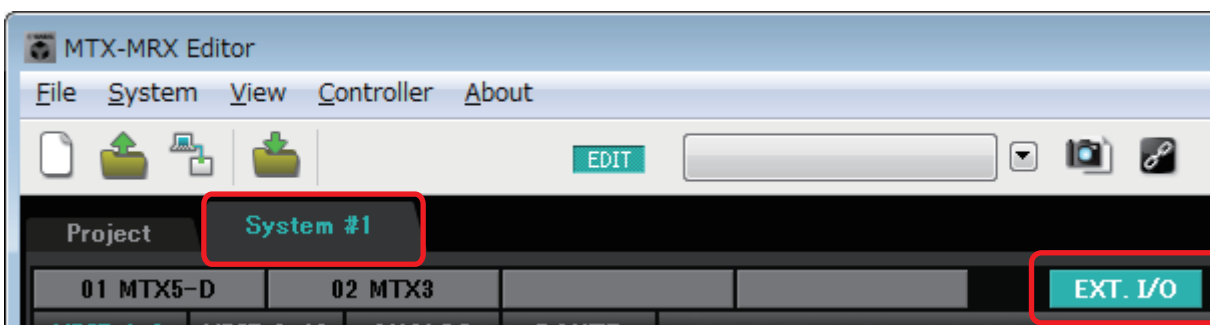 MTX-MRX Editor
File System View Controller About
EDIT
Project System #1
01 MTX5-D 02 MTX3 EXT. I/O